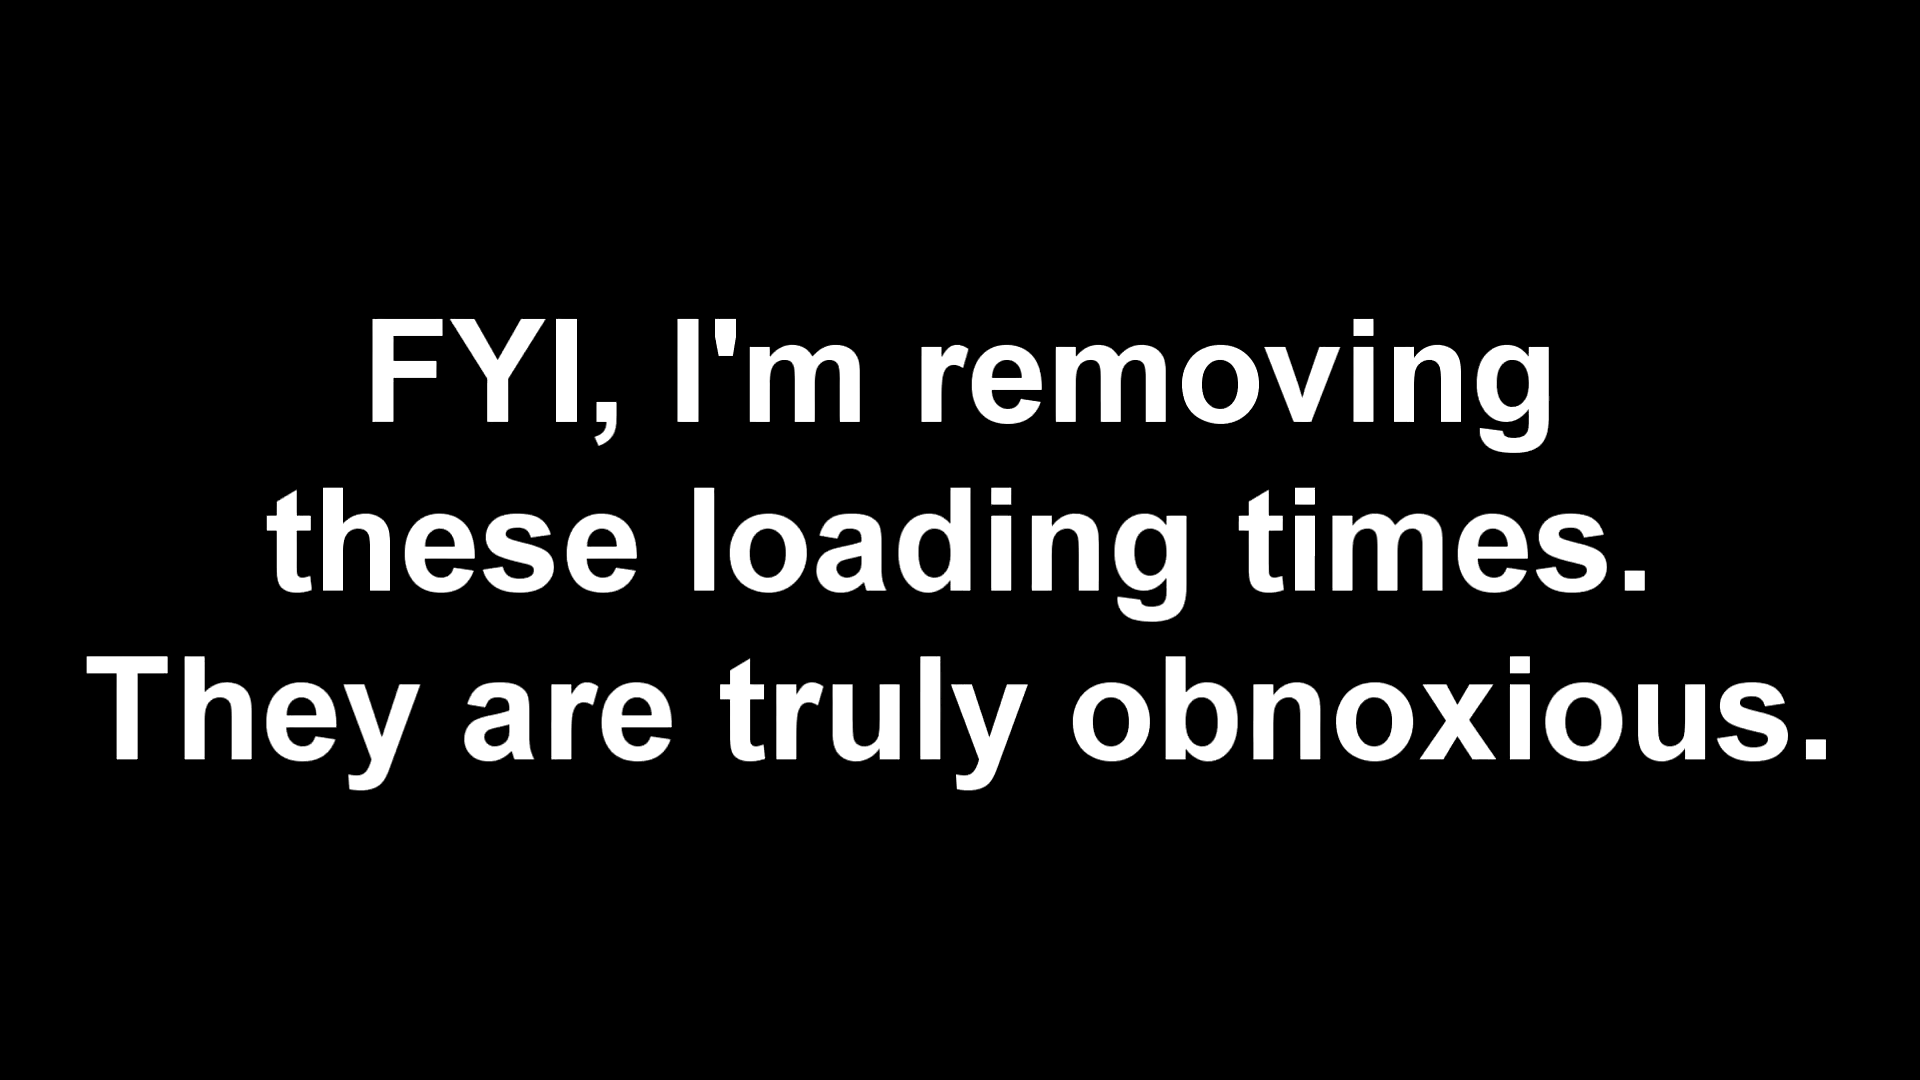 FYI, I'm removing
these loading times.
They are truly obnoxious.